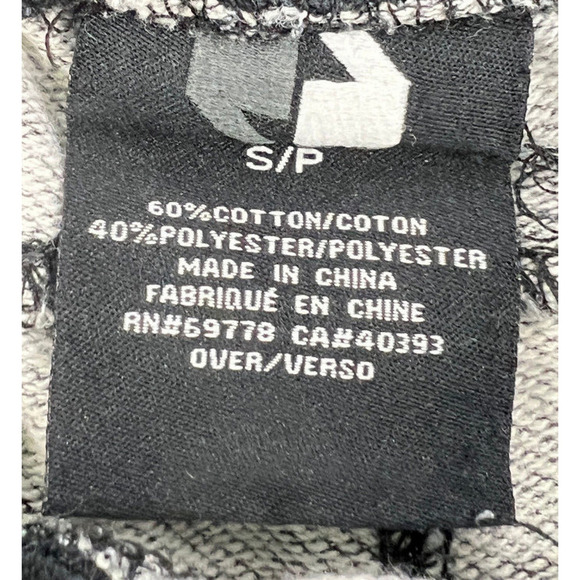 S/P
60%COTTON/COTON
40%POLYESTER/POLYESTER
MADE IN CHINA
FABRIQUÉ EN CHINE
RN#69778 CA#40393
OVER/VERSO